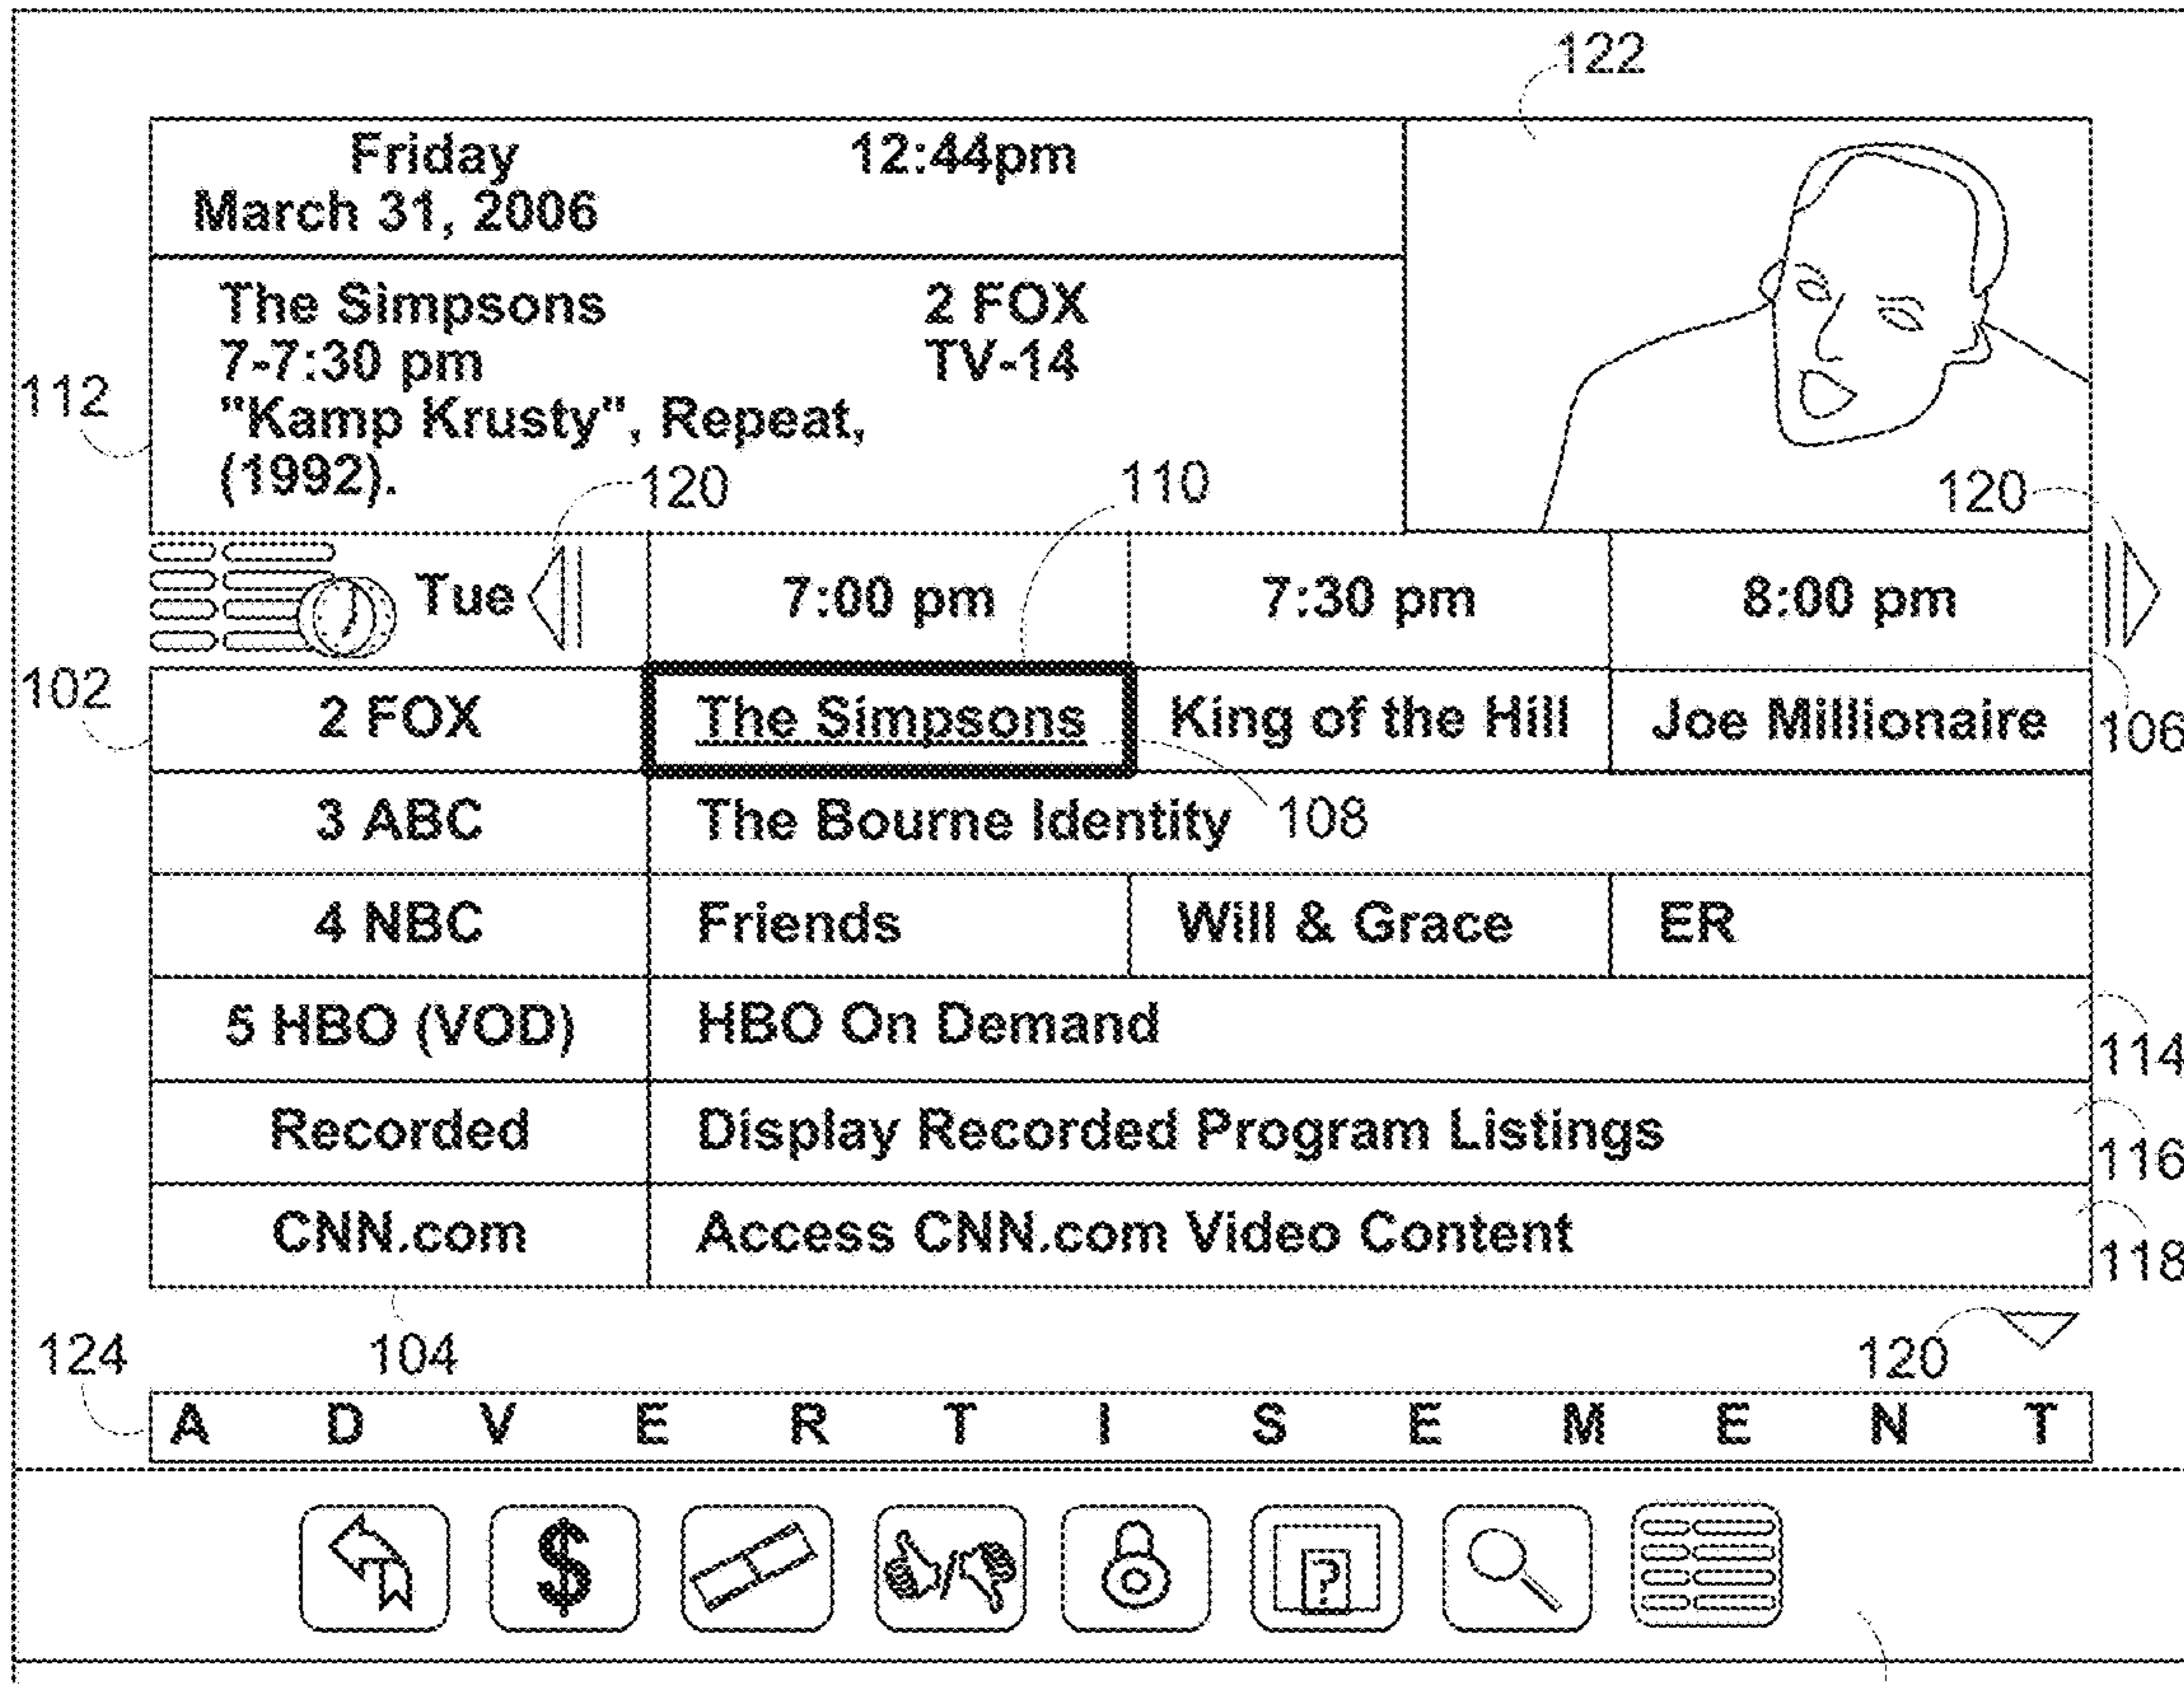 122
Friday 12:44pm
March 31, 2006
The Simpsons 2 FOX
7-7:30 pm TV-14
112
"Kamp Krusty", Repeat,
(1992).
120 110 120
Tue 7:00 pm 7:30 pm 8:00 pm
102
2 FOX The Simpsons King of the Hill Joe Millionaire
106
3 ABC The Bourne Identity 108
4 NBC Friends Will & Grace ER
5 HBO (VOD) HBO On Demand
114
Recorded Display Recorded Program Listings
116
CNN.com Access CNN.com Video Content
118
124 104 120
A D V E R T I S E M E N T
$ / ?